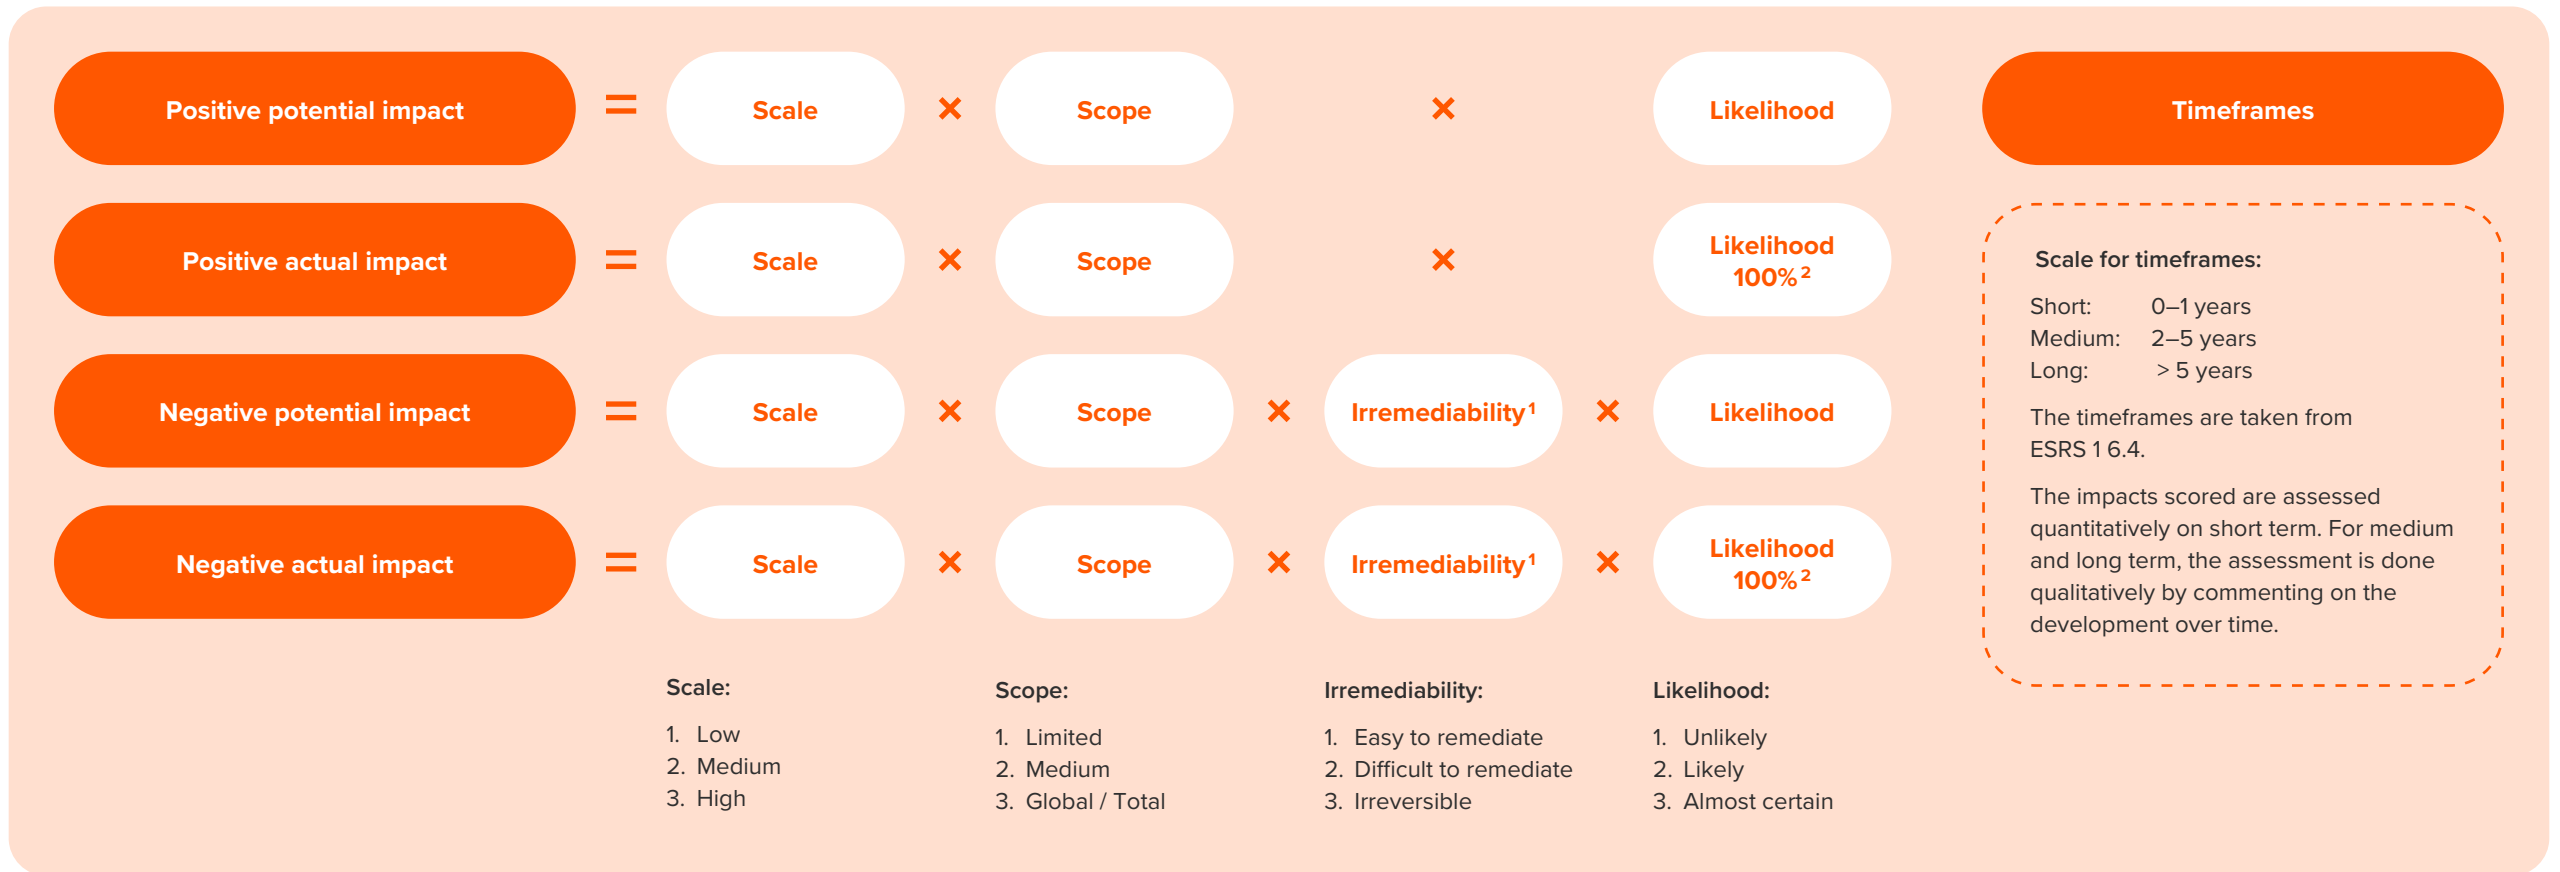 Positive potential impact = Scale × Scope × Likelihood
Timeframes
Positive actual impact = Scale × Scope × Likelihood
100%²
Negative potential impact = Scale × Scope × Irremediability¹ × Likelihood
Negative actual impact = Scale × Scope × Irremediability¹ × Likelihood
100%²
Scale:
1. Low
2. Medium
3. High
Scope:
1. Limited
2. Medium
3. Global / Total
Irremediability:
1. Easy to remediate
2. Difficult to remediate
3. Irreversible
Likelihood:
1. Unlikely
2. Likely
3. Almost certain
Scale for timeframes:
Short: 0–1 years
Medium: 2–5 years
Long: > 5 years
The timeframes are taken from
ESRS 1 6.4.
The impacts scored are assessed
quantitatively on short term. For medium
and long term, the assessment is done
qualitatively by commenting on the
development over time.